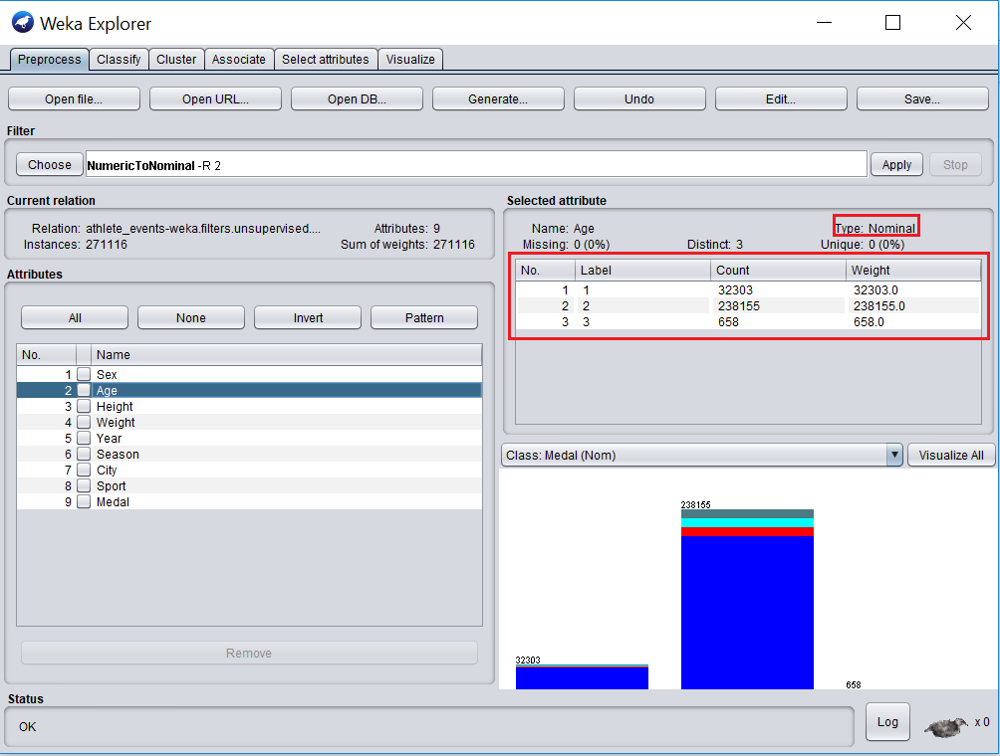 Weka Explorer
Preprocess Classify Cluster Associate Select attributes Visualize
Open file... Open URL... Open DB... Generate... Undo Edit... Save...
Filter
Choose NumericToNominal -R 2 Apply Stop
Current relation
Relation: athlete_events-weka.filters.unsupervised.... Attributes: 9
Instances: 271116 Sum of weights: 271116
Attributes
All None Invert Pattern
No. Name
1 Sex
2 Age
3 Height
4 Weight
5 Year
6 Season
7 City
8 Sport
9 Medal
Remove
Selected attribute
Name: Age Type: Nominal
Missing: 0 (0%) Distinct: 3 Unique: 0 (0%)
No. Label Count Weight
1 1 32303 32303.0
2 2 238155 238155.0
3 3 658 658.0
Class: Medal (Nom) Visualize All
238155
32303
658
Status
OK
Log x 0